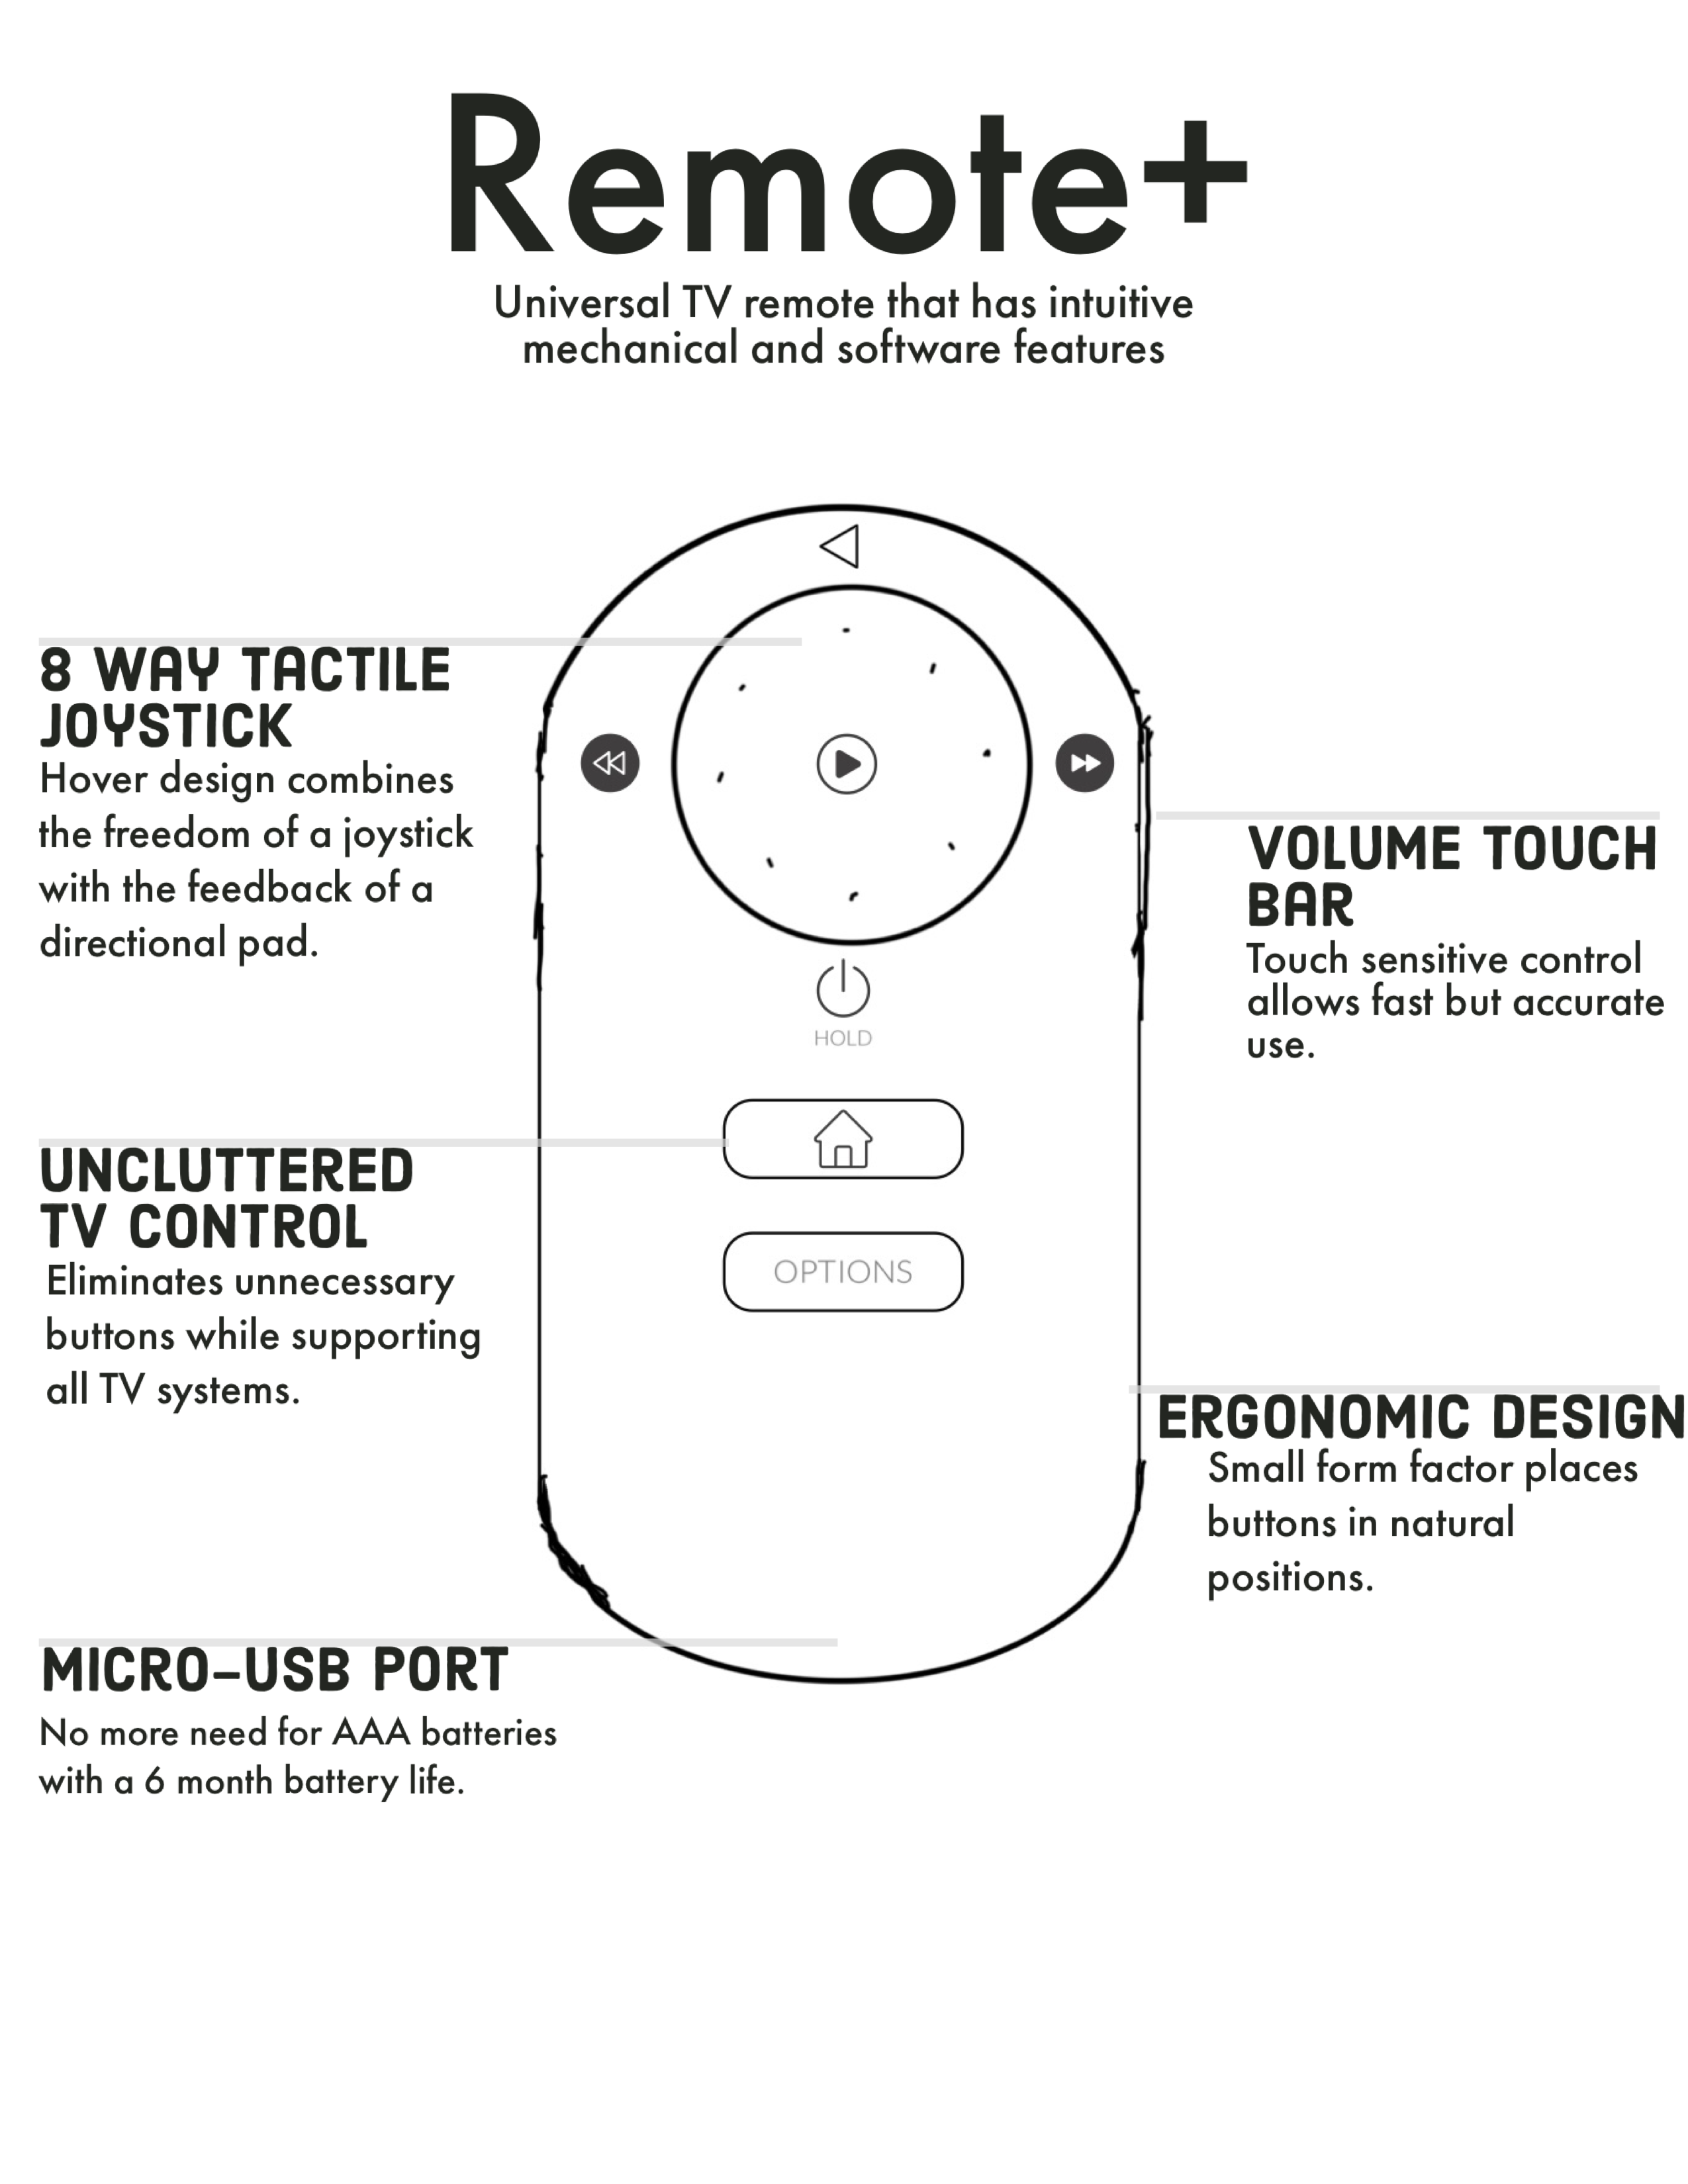 Remote+
Universal TV remote that has intuitive
mechanical and software features
8 WAY TACTILE
JOYSTICK
Hover design combines
the freedom of a joystick
with the feedback of a
directional pad.
VOLUME TOUCH
BAR
Touch sensitive control
allows fast but accurate
use.
HOLD
UNCLUTTERED
TV CONTROL
Eliminates unnecessary
buttons while supporting
all TV systems.
OPTIONS
ERGONOMIC DESIGN
Small form factor places
buttons in natural
positions.
MICRO-USB PORT
No more need for AAA batteries
with a 6 month battery life.